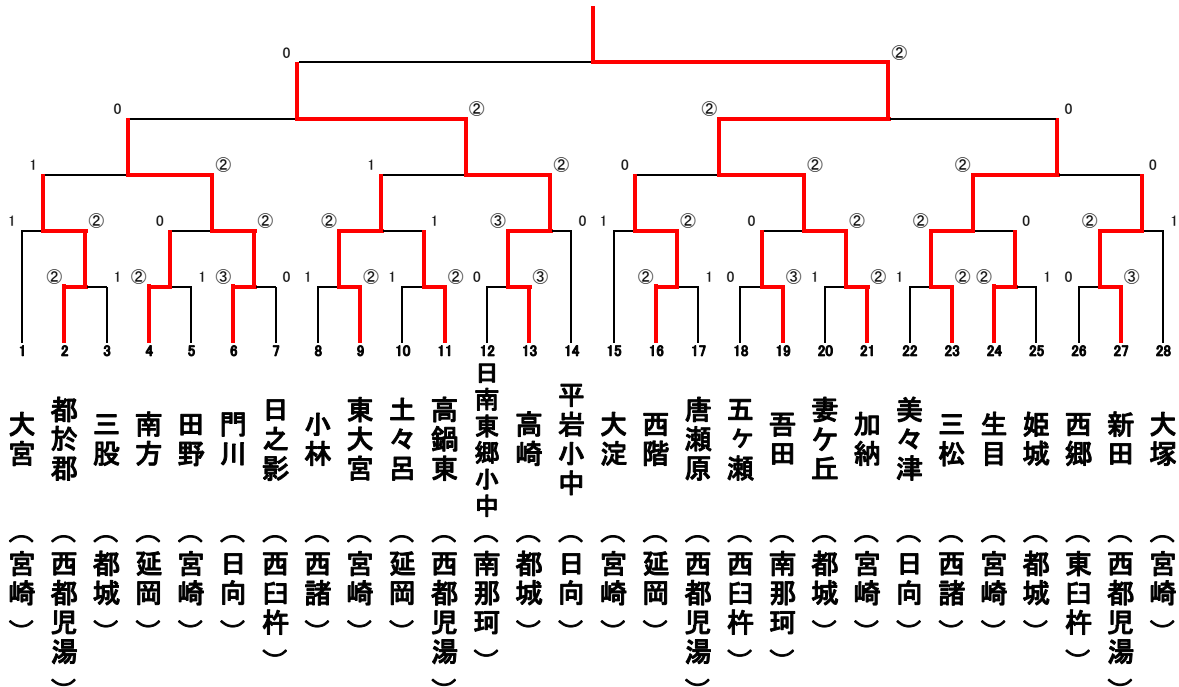 0 ②
0 ② ② 0
1 ② 1 ② 0 ② ② 0
1 ② 0 ② ② 1 ③ 0 1 ② 0 ② ② 0 ② 1
② 1 ② 1 ③ 0 1 ② 1 ② 0 ③ ② 1 0 ③ 1 ② 1 ② ② 1 0 ③
1 2 3 4 5 6 7 8 9 10 11 12 13 14 15 16 17 18 19 20 21 22 23 24 25 26 27 28
大宮（宮崎）
都於郡（西都児湯）
三股（都城）
南方（延岡）
田野（宮崎）
門川（日向）
日之影（西臼杵）
小林（西諸）
東大宮（宮崎）
土々呂（延岡）
高鍋東（西都児湯）
日南東郷小中（南那珂）
高崎（都城）
平岩小中（日向）
大淀（宮崎）
西階（延岡）
唐瀬原（西都児湯）
五ヶ瀬（西臼杵）
吾田（南那珂）
妻ケ丘（都城）
加納（宮崎）
美々津（日向）
三松（西諸）
生目（宮崎）
姫城（都城）
西郷（東臼杵）
新田（西都児湯）
大塚（宮崎）